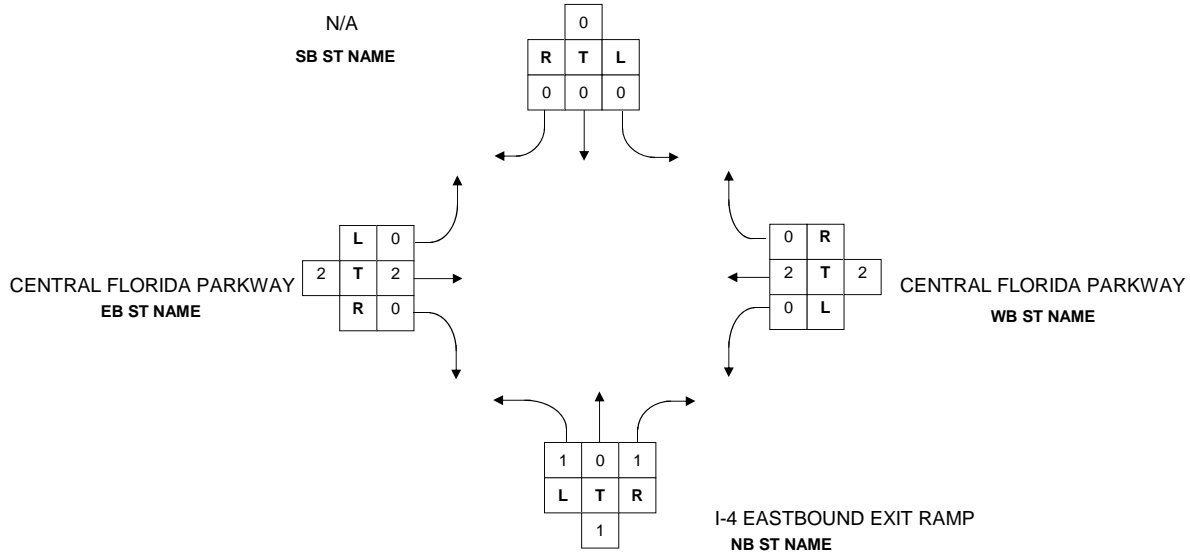 N/A
SB ST NAME
0
R T L
0 0 0
L 0
2 T 2
R 0
CENTRAL FLORIDA PARKWAY
EB ST NAME
0 R
2 T 2
0 L
CENTRAL FLORIDA PARKWAY
WB ST NAME
1 0 1
L T R
1
I-4 EASTBOUND EXIT RAMP
NB ST NAME